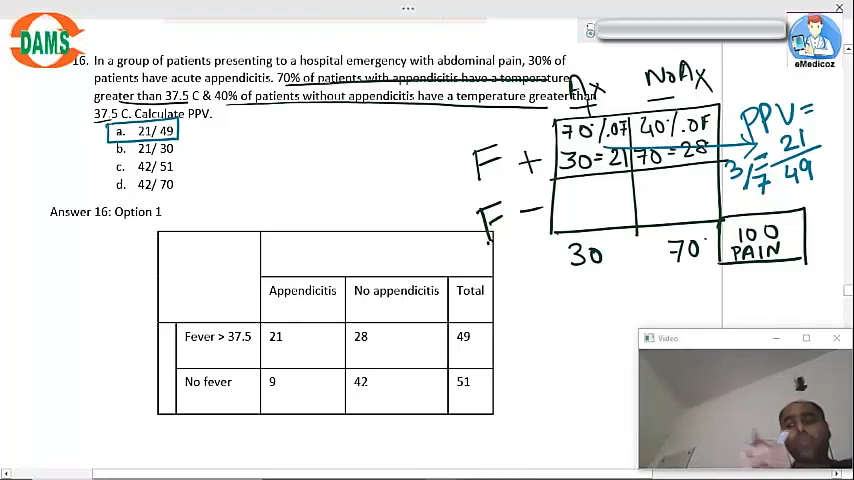 DAMS
eMedicoz
16. In a group of patients presenting to a hospital emergency with abdominal pain, 30% of
patients have acute appendicitis. 70% of patients with appendicitis have a temperature
greater than 37.5 C & 40% of patients without appendicitis have a temperature greater than
37.5 C. Calculate PPV.
a. 21/ 49
b. 21/ 30
c. 42/ 51
d. 42/ 70
Answer 16: Option 1
Appendicitis No appendicitis Total
Fever > 37.5 21 28 49
No fever 9 42 51
Ax No Ax
70%.OF 40%.OF
F + 30=21 70=28
F -
30 70
100
PAIN
PPV=
21
49
3/7 =
Video